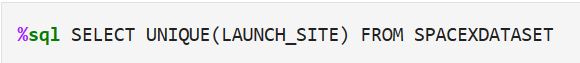 %sql SELECT UNIQUE(LAUNCH_SITE) FROM SPACEXDATASET